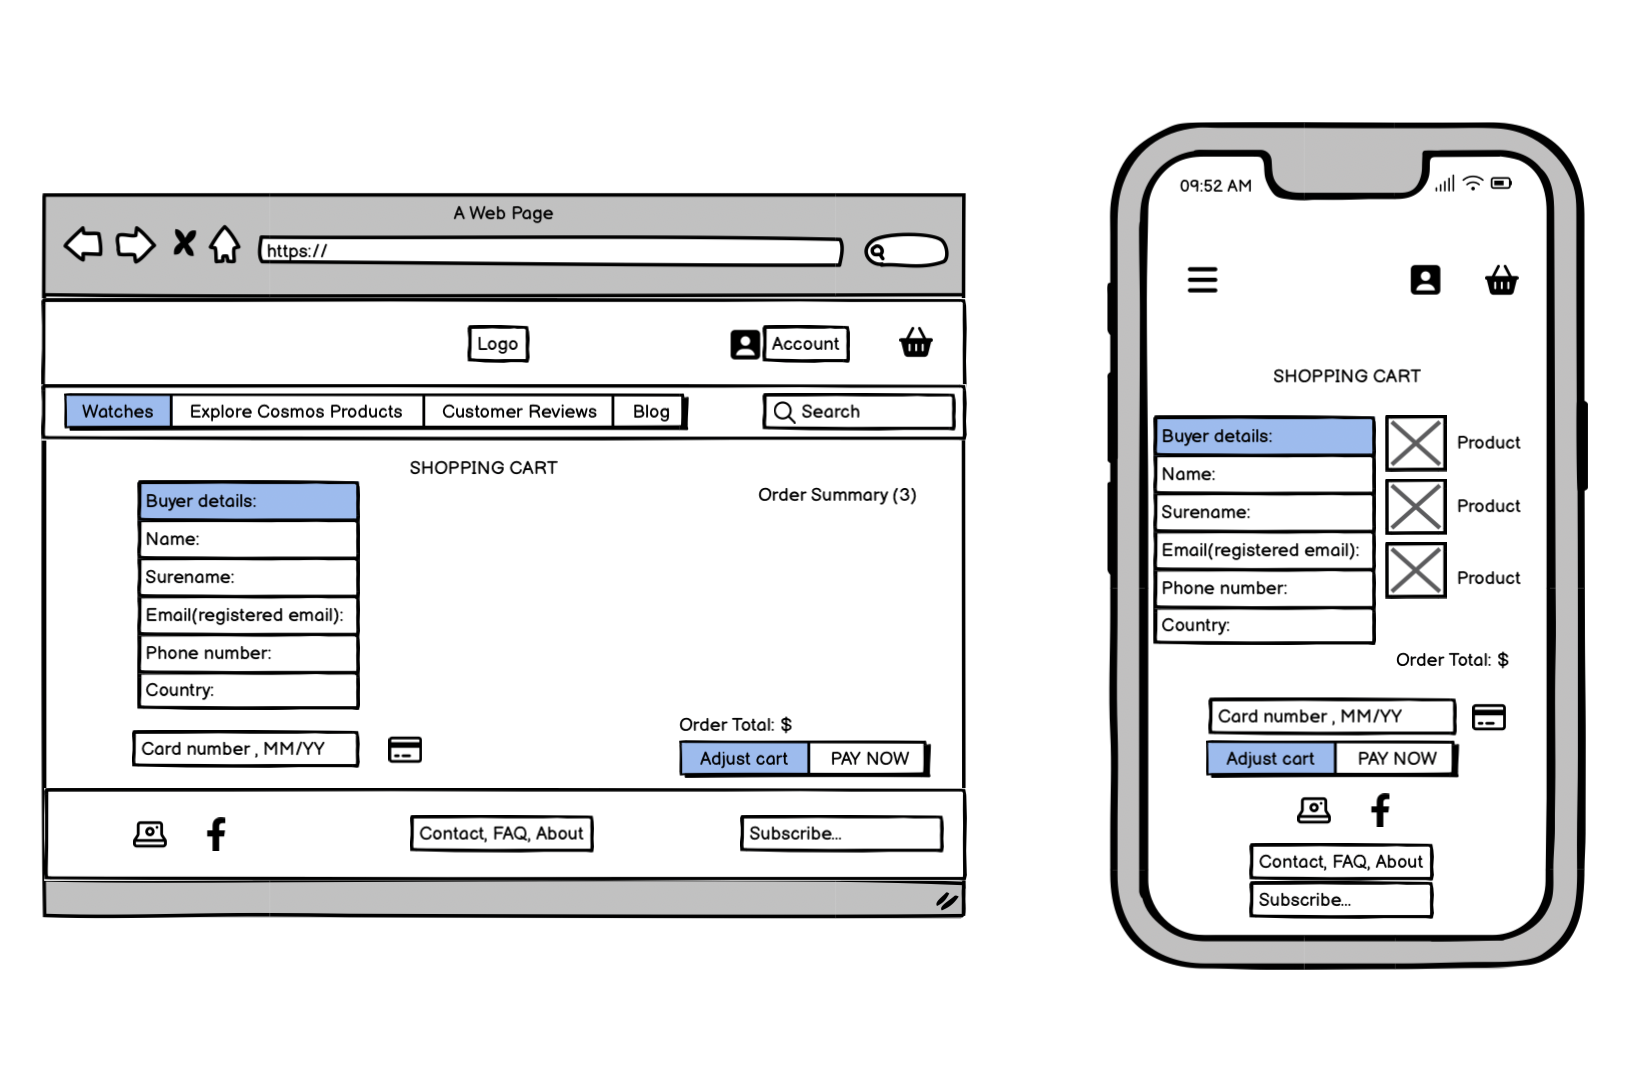 A Web Page
https://
Logo
Account
Watches
Explore Cosmos Products
Customer Reviews
Blog
Search
SHOPPING CART
Order Summary (3)
Buyer details:
Name:
Surename:
Email(registered email):
Phone number:
Country:
Card number , MM/YY
Order Total: $
Adjust cart
PAY NOW
Contact, FAQ, About
Subscribe...
09:52 AM
SHOPPING CART
Buyer details:
Name:
Surename:
Email(registered email):
Phone number:
Country:
Product
Product
Product
Order Total: $
Card number , MM/YY
Adjust cart
PAY NOW
Contact, FAQ, About
Subscribe...